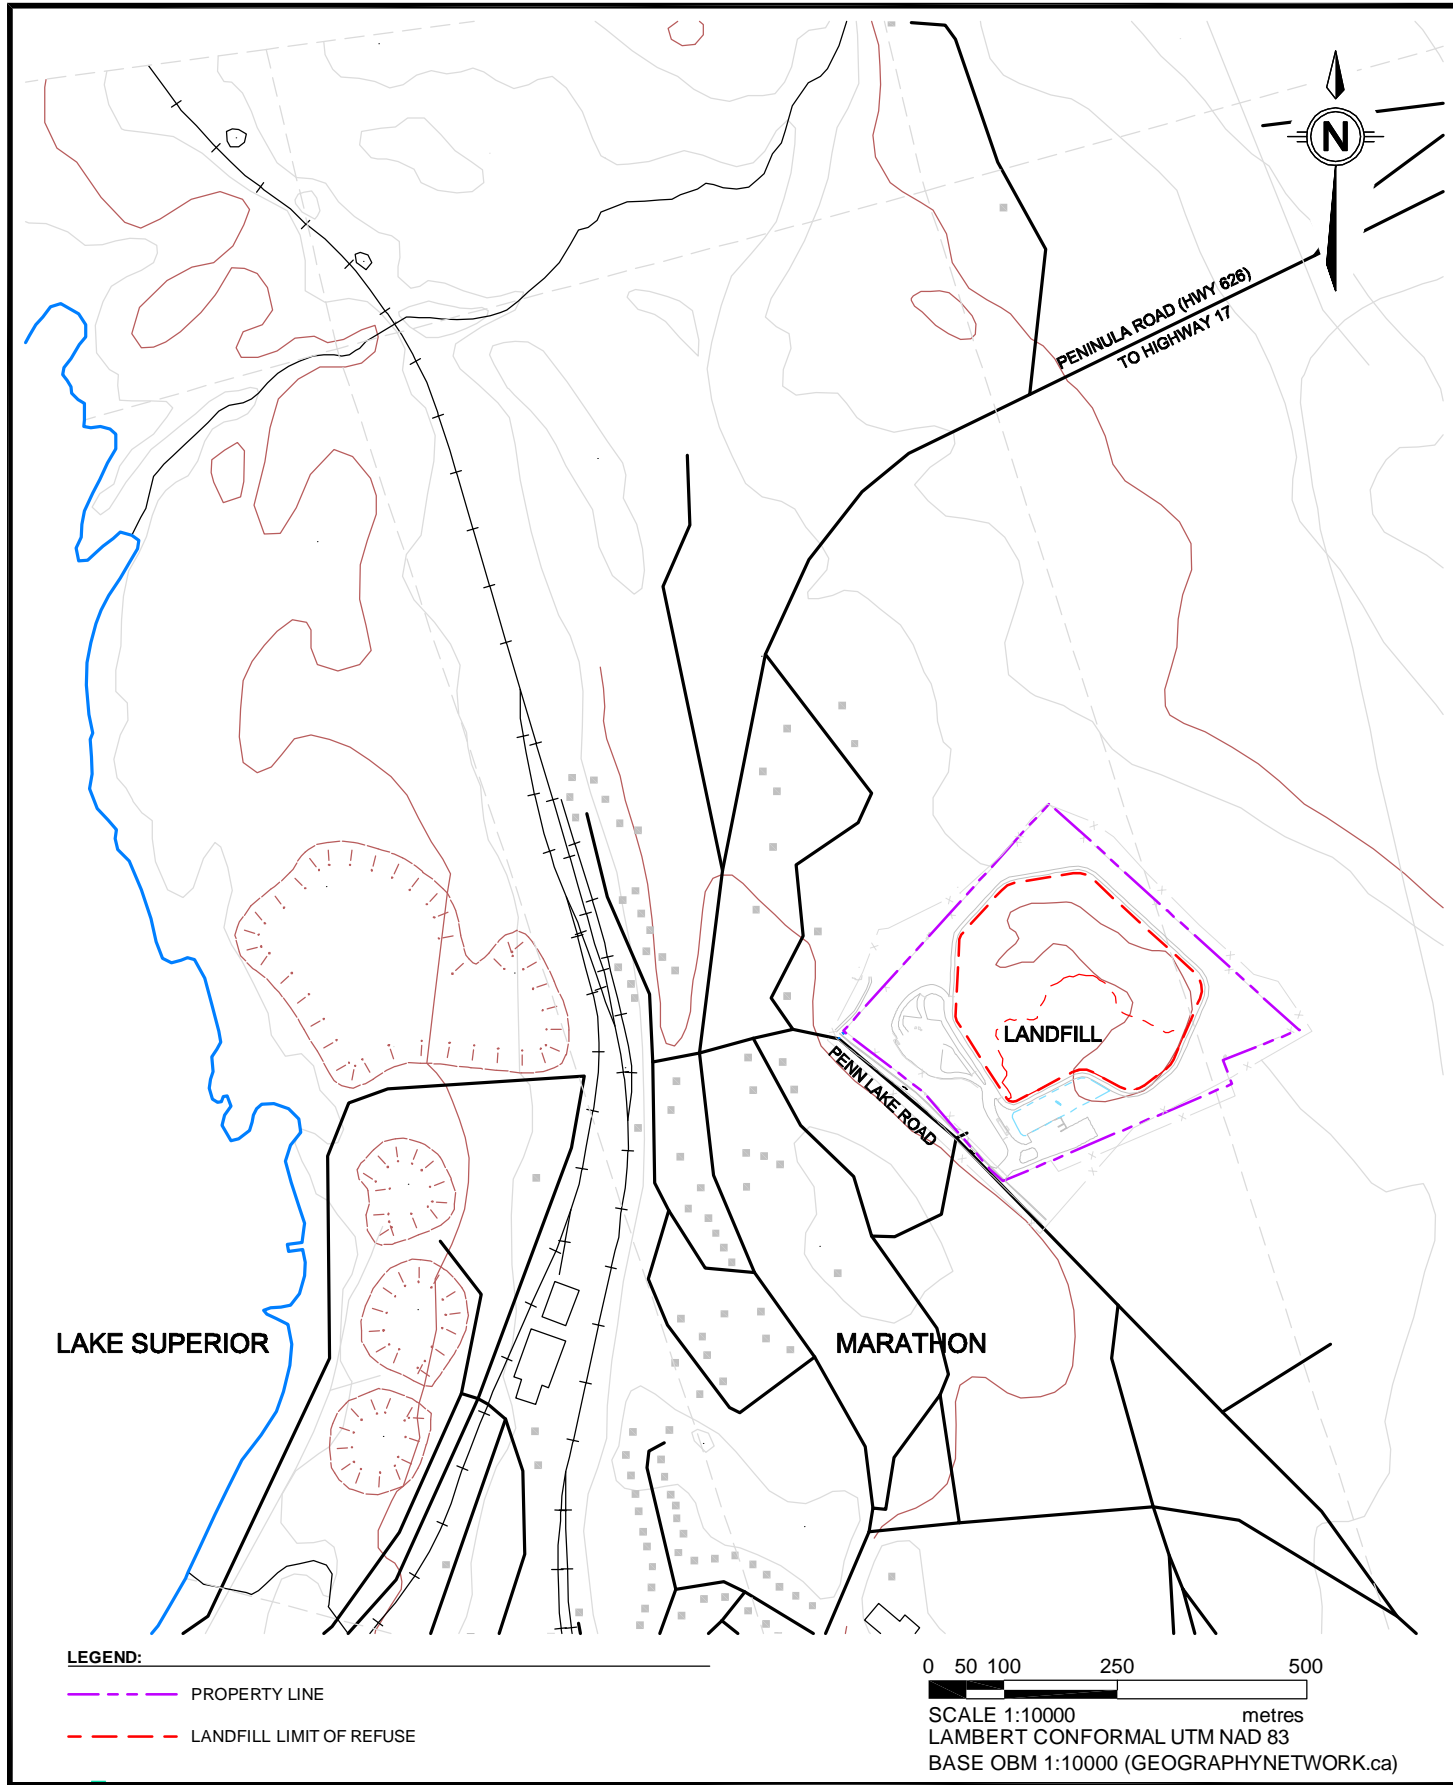 N
PENINULA ROAD (HWY 626)
TO HIGHWAY 17
LANDFILL
PENN LAKE ROAD
LAKE SUPERIOR
MARATHON
LEGEND:
PROPERTY LINE
LANDFILL LIMIT OF REFUSE
0 50 100 250 500
SCALE 1:10000 metres
LAMBERT CONFORMAL UTM NAD 83
BASE OBM 1:10000 (GEOGRAPHYNETWORK.ca)